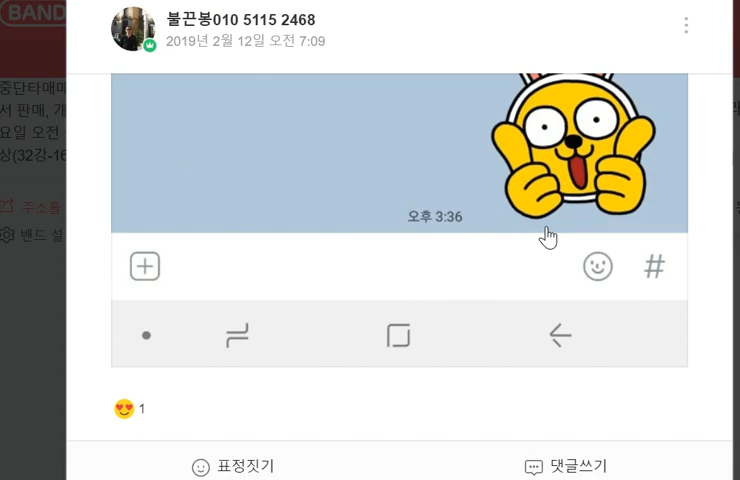 BAND
불끈봉010 5115 2468
2019년 2월 12일 오전 7:09
중단타매매
서 판매, 개
요일 오전
상(32강-16
주소를
밴드 설
오후 3:36
#
1
표정짓기
댓글쓰기